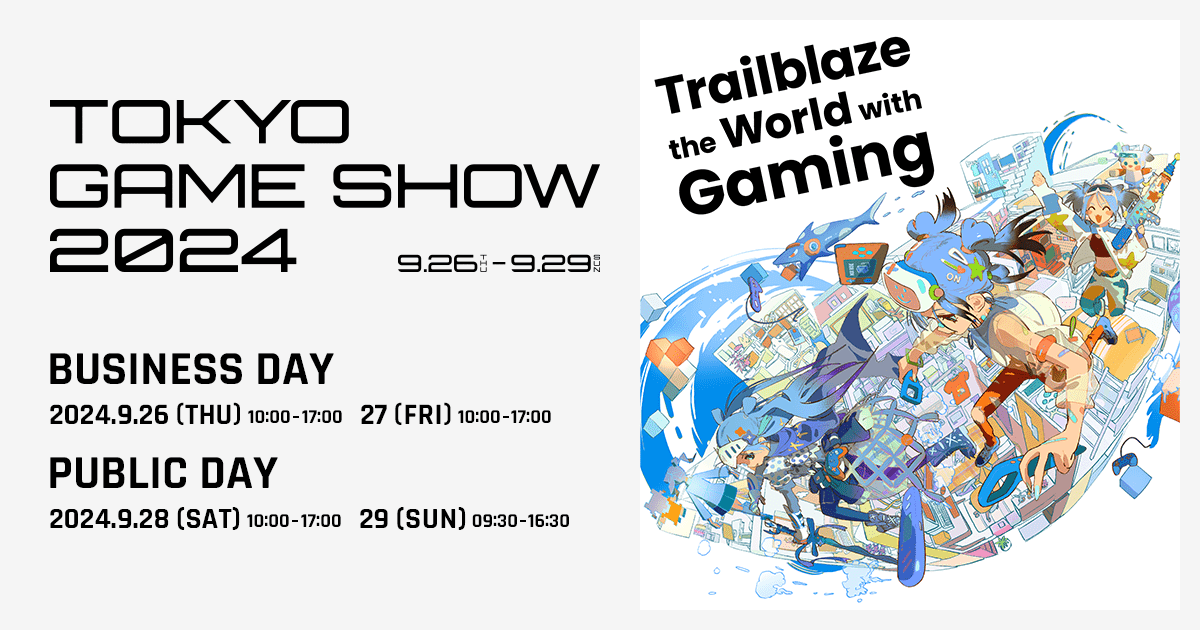 TOKYO
GAME SHOW
2024
9.26 THU - 9.29 SUN
BUSINESS DAY
2024.9.26 (THU) 10:00-17:00 27 (FRI) 10:00-17:00
PUBLIC DAY
2024.9.28 (SAT) 10:00-17:00 29 (SUN) 09:30-16:30
Trailblaze
the World with
Gaming
ON